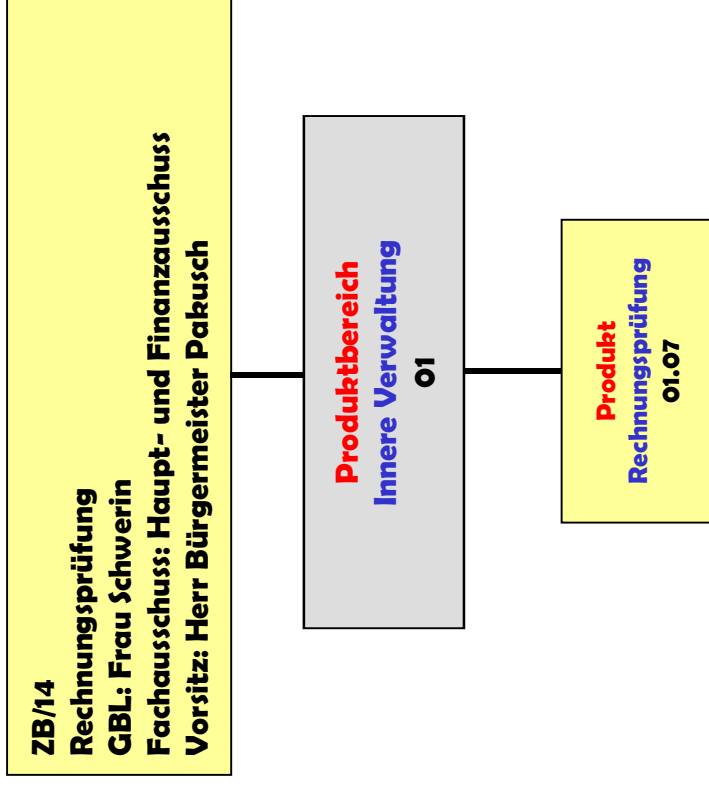 ZB/14
Rechnungsprüfung
GBL: Frau Schwerin
Fachausschuss: Haupt- und Finanzausschuss
Vorsitz: Herr Bürgermeister Pakusch
Produktbereich
Innere Verwaltung
01
Produkt
Rechnungsprüfung
01.07